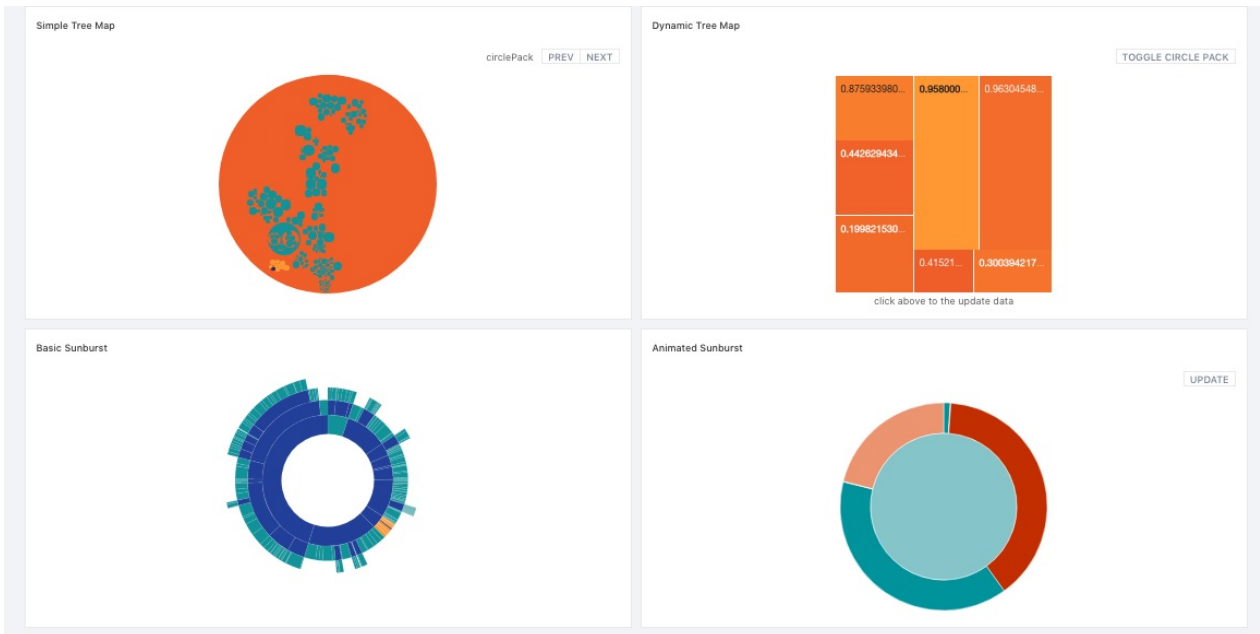 Simple Tree Map
circlePack PREV NEXT
Dynamic Tree Map
TOGGLE CIRCLE PACK
0.875933980...
0.958000...
0.96304548...
0.442629434...
0.199821530...
0.41521...
0.300394217...
click above to the update data
Basic Sunburst
Animated Sunburst
UPDATE